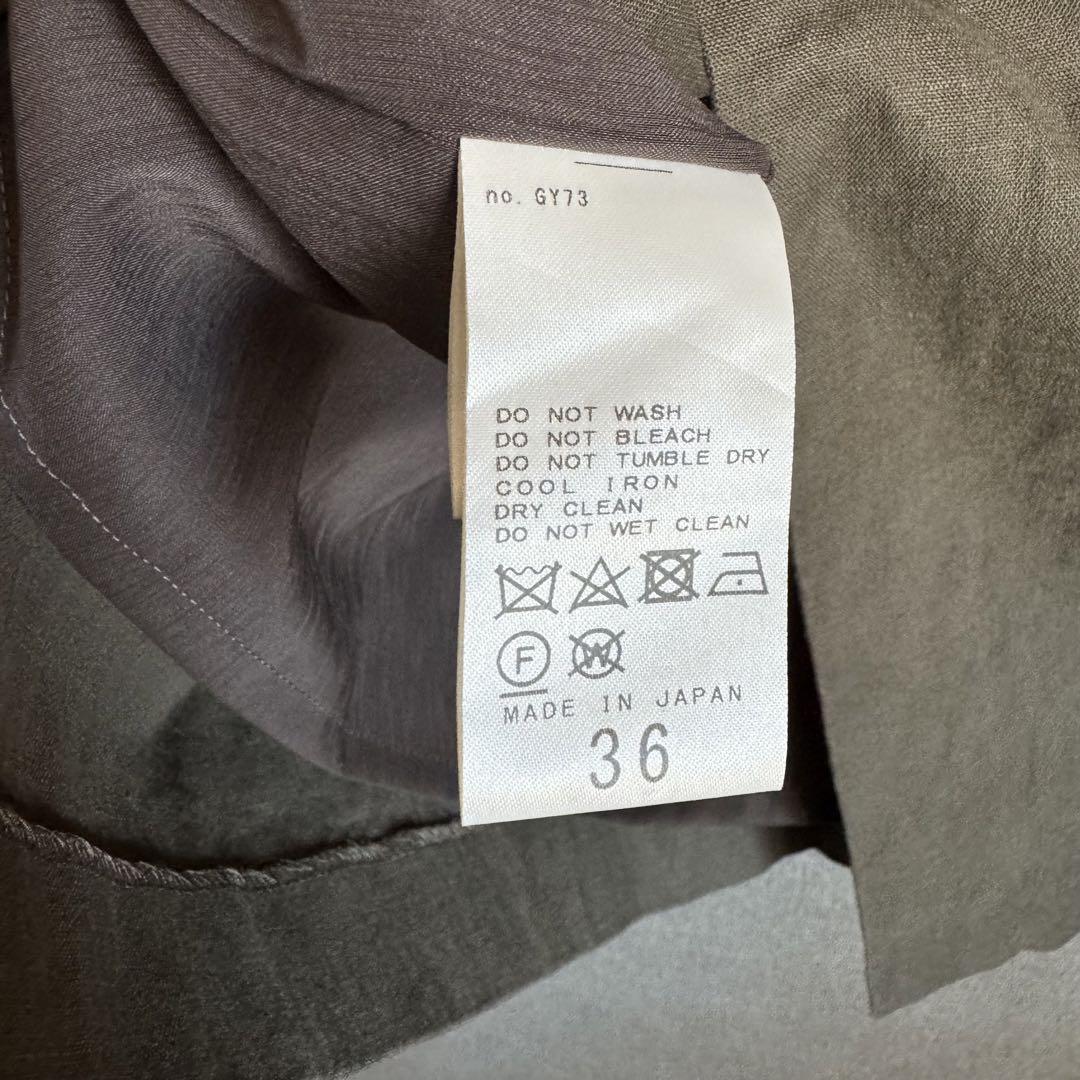 no. GY73
DO NOT WASH
DO NOT BLEACH
DO NOT TUMBLE DRY
COOL IRON
DRY CLEAN
DO NOT WET CLEAN
F W
MADE IN JAPAN
36